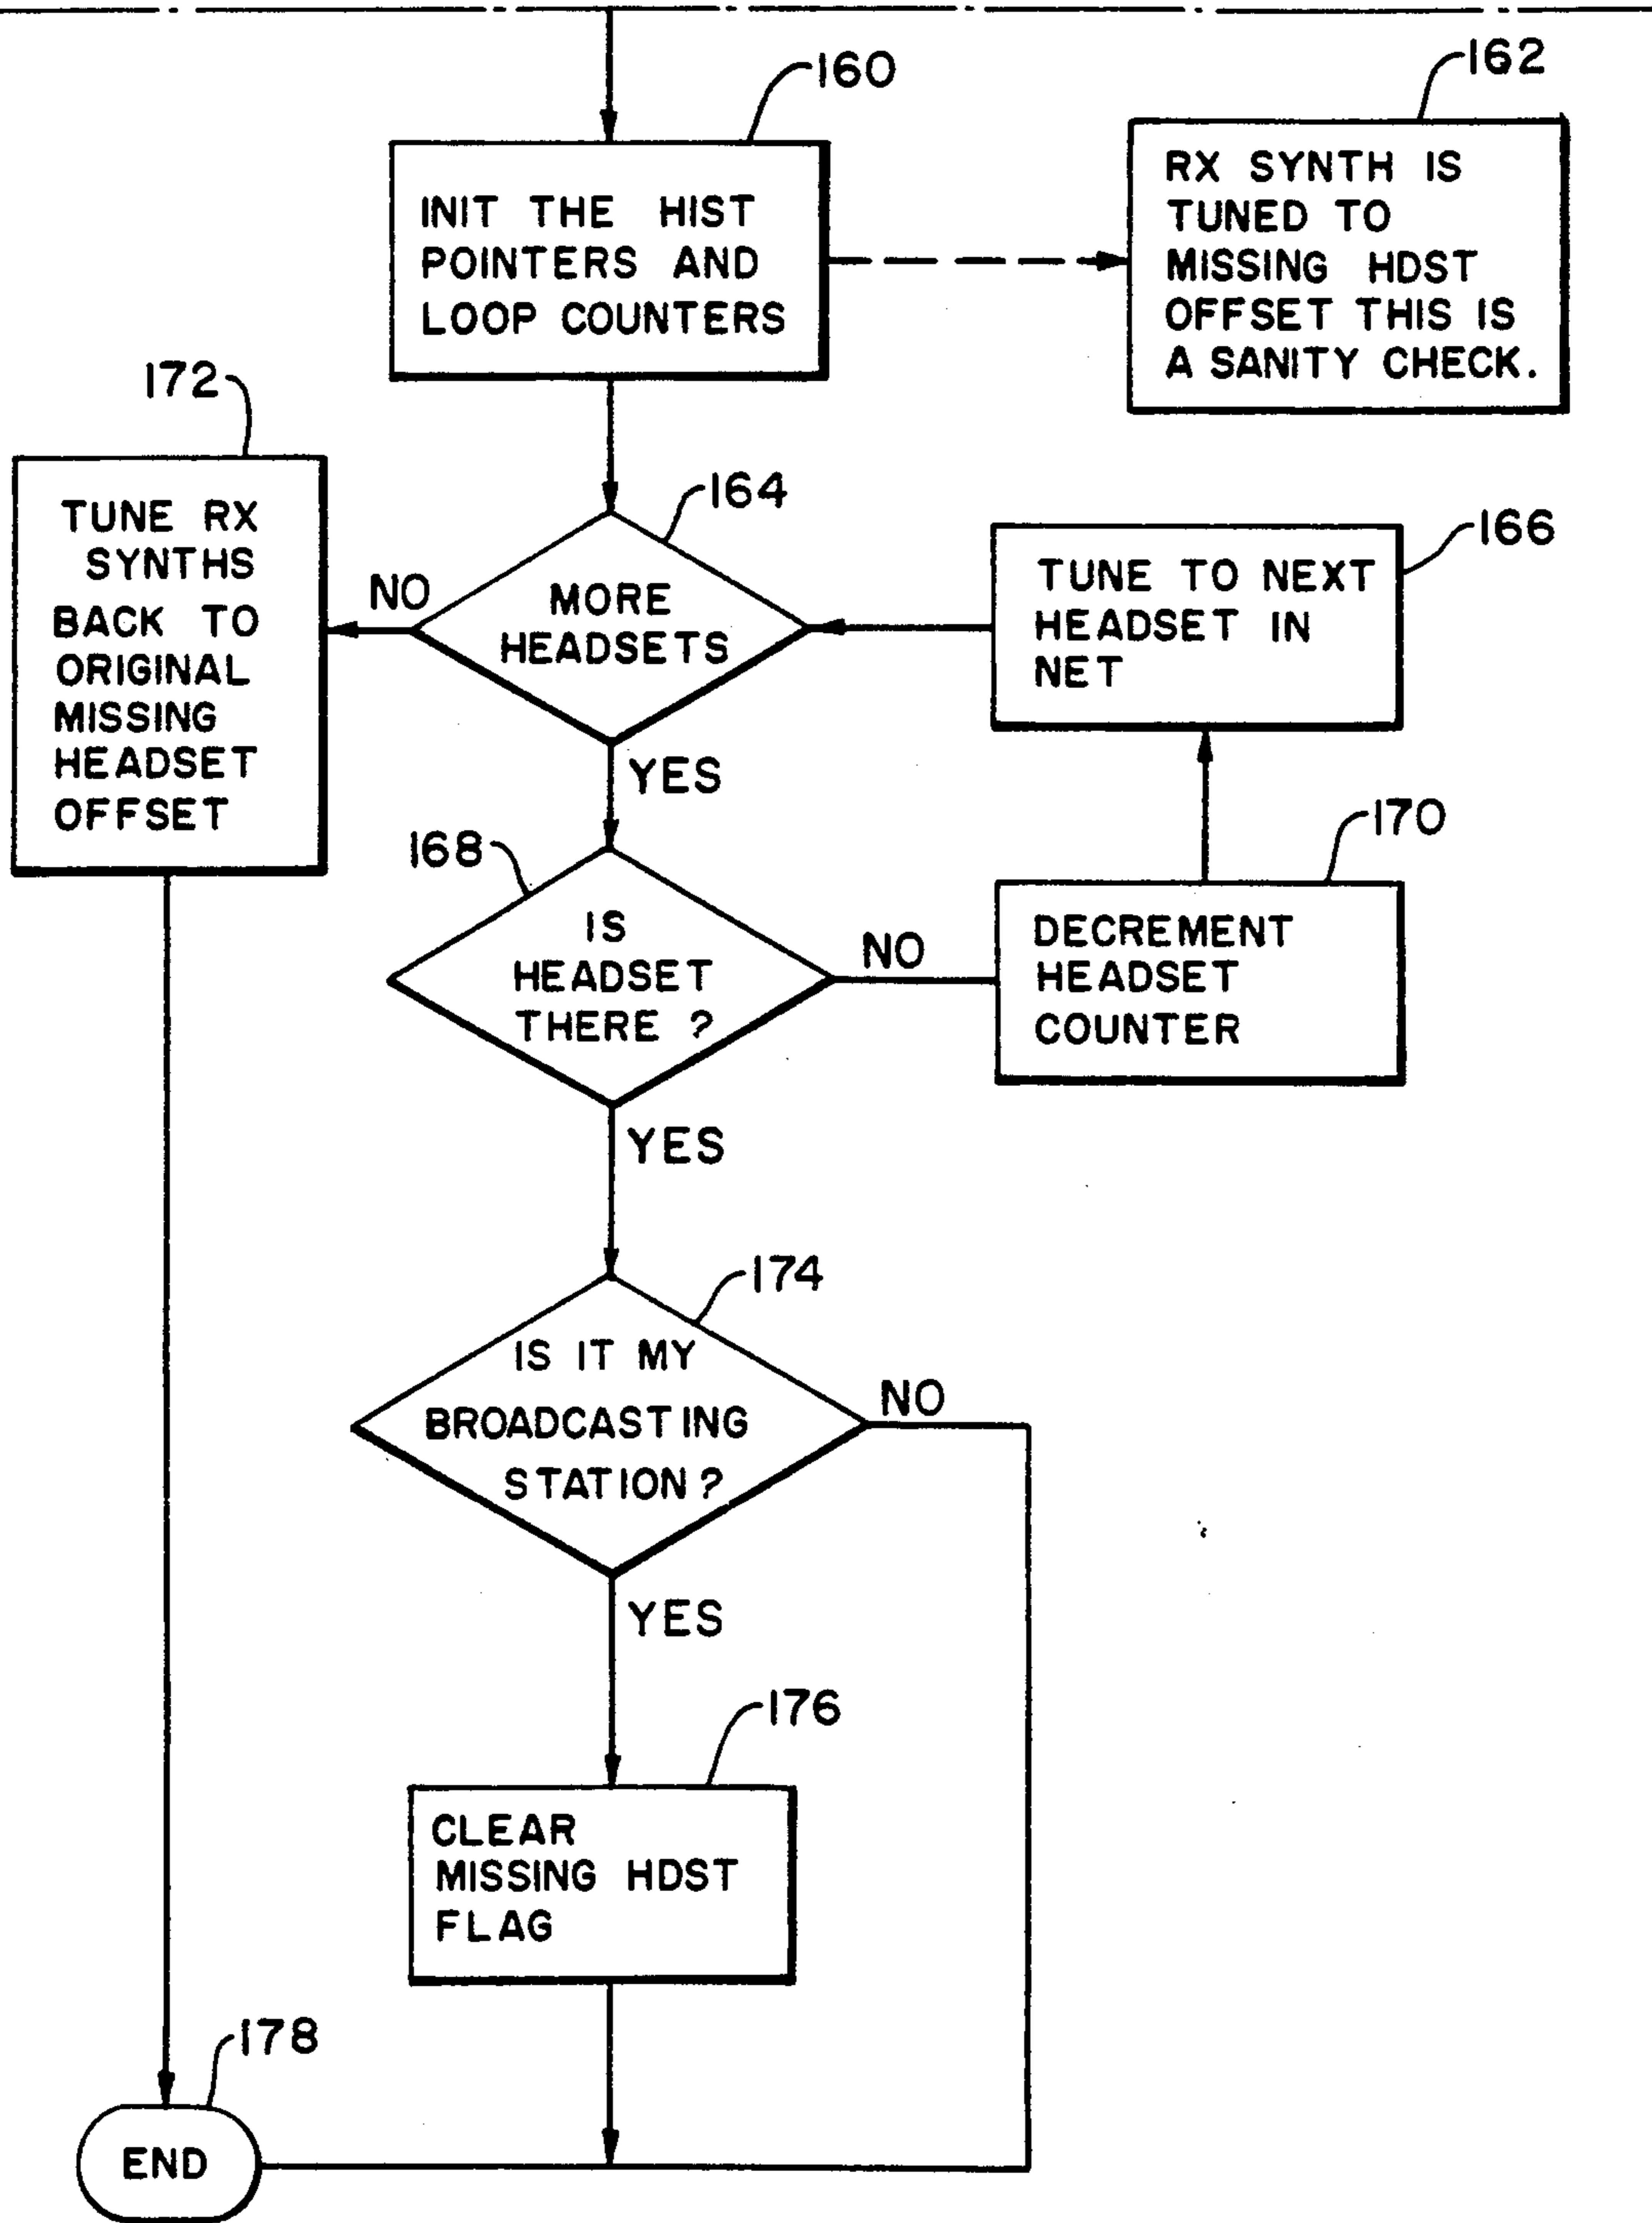 160
INIT THE HIST
POINTERS AND
LOOP COUNTERS
162
RX SYNTH IS
TUNED TO
MISSING HDST
OFFSET THIS IS
A SANITY CHECK.
172
TUNE RX
SYNTHS
BACK TO
ORIGINAL
MISSING
HEADSET
OFFSET
NO
164
MORE
HEADSETS
YES
166
TUNE TO NEXT
HEADSET IN
NET
168
IS
HEADSET
THERE ?
NO
YES
170
DECREMENT
HEADSET
COUNTER
174
IS IT MY
BROADCASTING
STATION?
NO
YES
176
CLEAR
MISSING HDST
FLAG
178
END